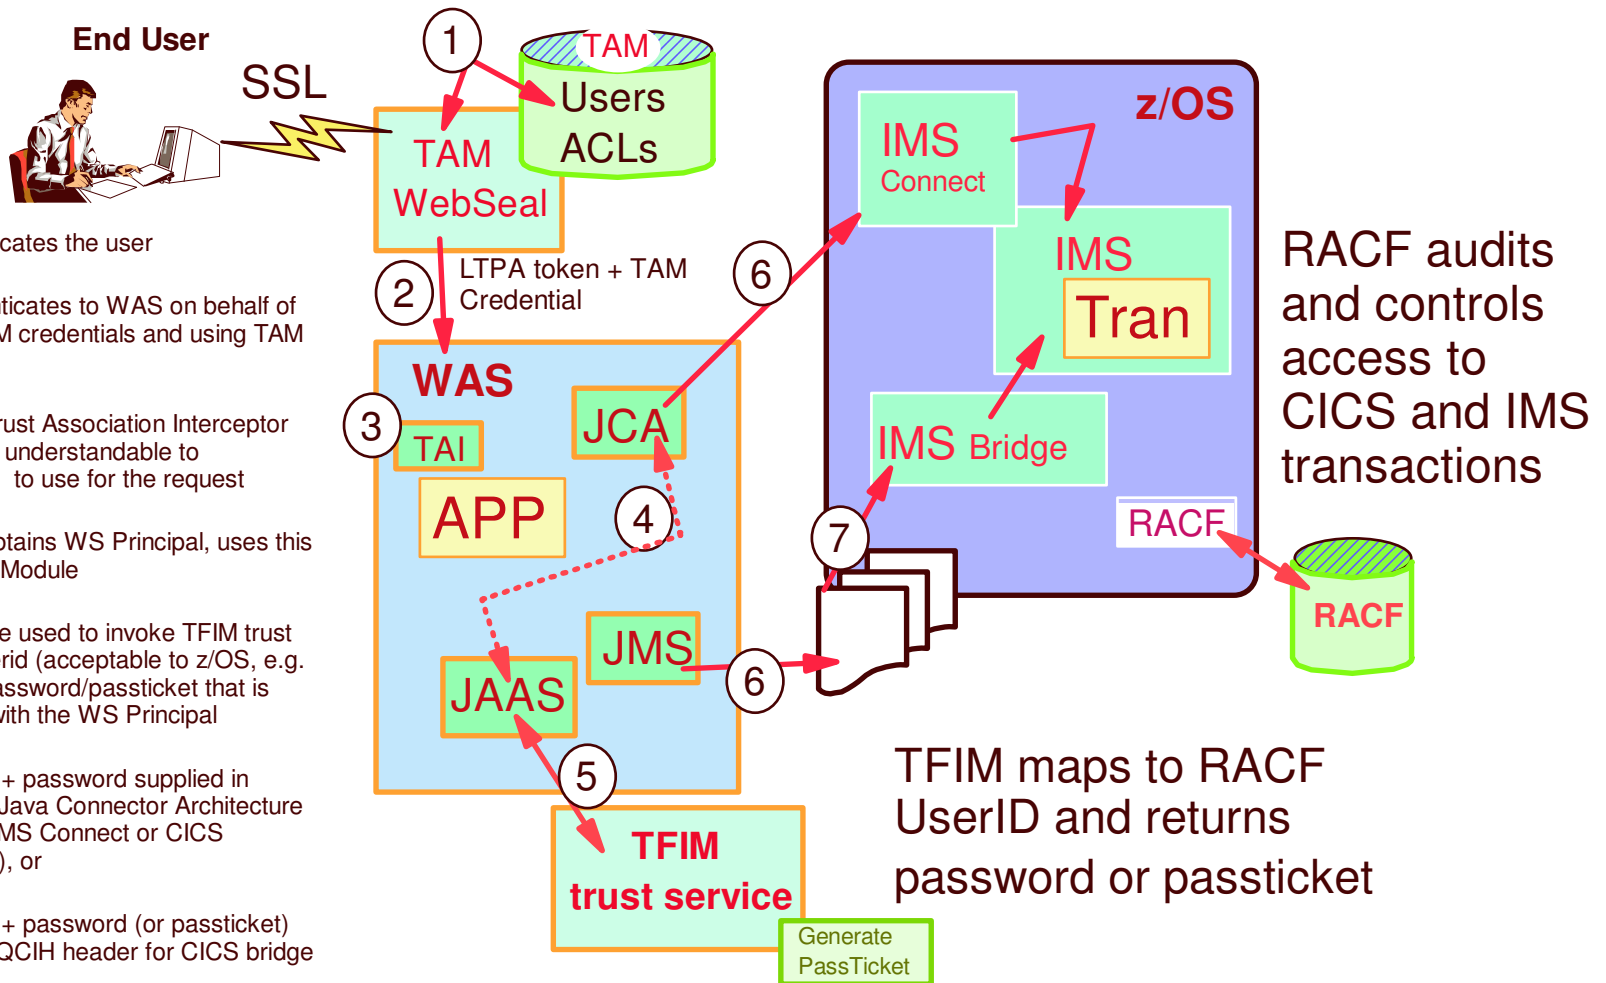 End User
SSL
1
TAM
Users
ACLs
TAM
WebSeal
2
LTPA token + TAM
Credential
WAS
3
TAI
JCA
APP
4
JMS
JAAS
5
6
6
7
TFIM
trust service
Generate
PassTicket
z/OS
IMS
Connect
IMS
Tran
IMS Bridge
RACF
RACF
RACF audits
and controls
access to
CICS and IMS
transactions
TFIM maps to RACF
UserID and returns
password or passticket
cates the user
nticates to WAS on behalf of
M credentials and using TAM
rust Association Interceptor
understandable to
to use for the request
btains WS Principal, uses this
Module
e used to invoke TFIM trust
erid (acceptable to z/OS, e.g.
assword/passticket that is
with the WS Principal
+ password supplied in
Java Connector Architecture
MS Connect or CICS
), or
+ password (or passticket)
QCIH header for CICS bridge